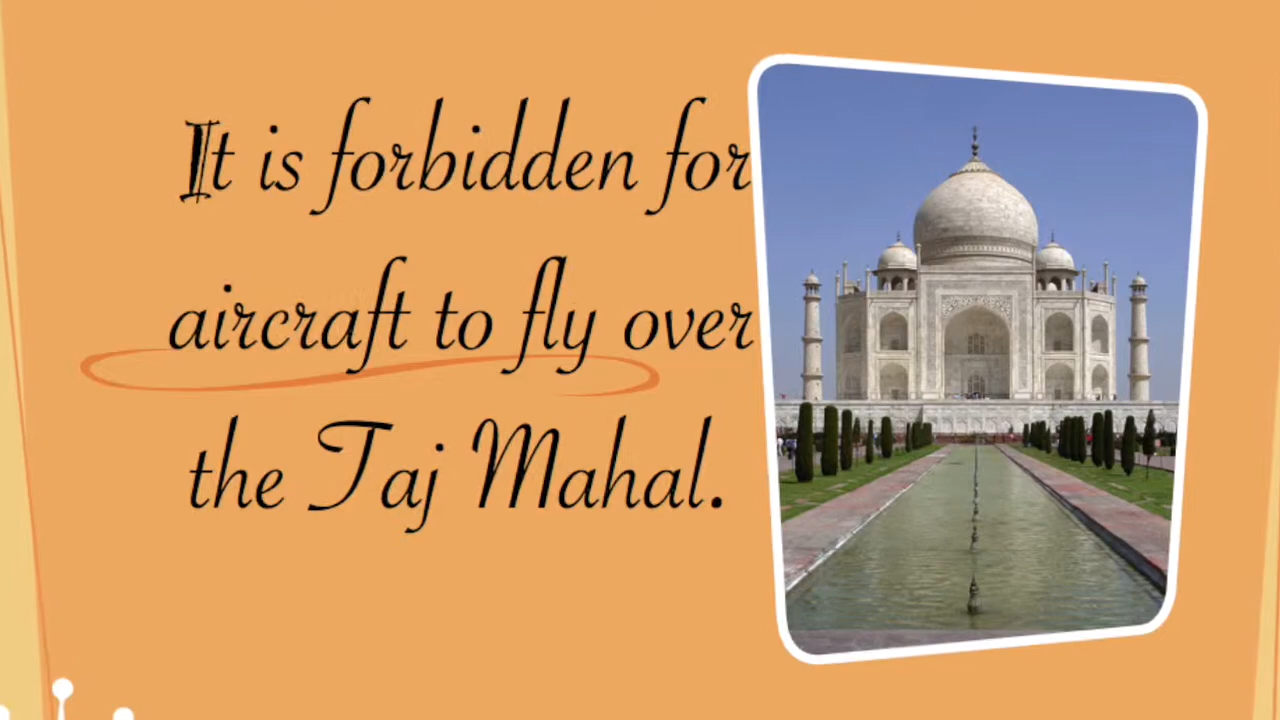 It is forbidden for
aircraft to fly over
the Taj Mahal.